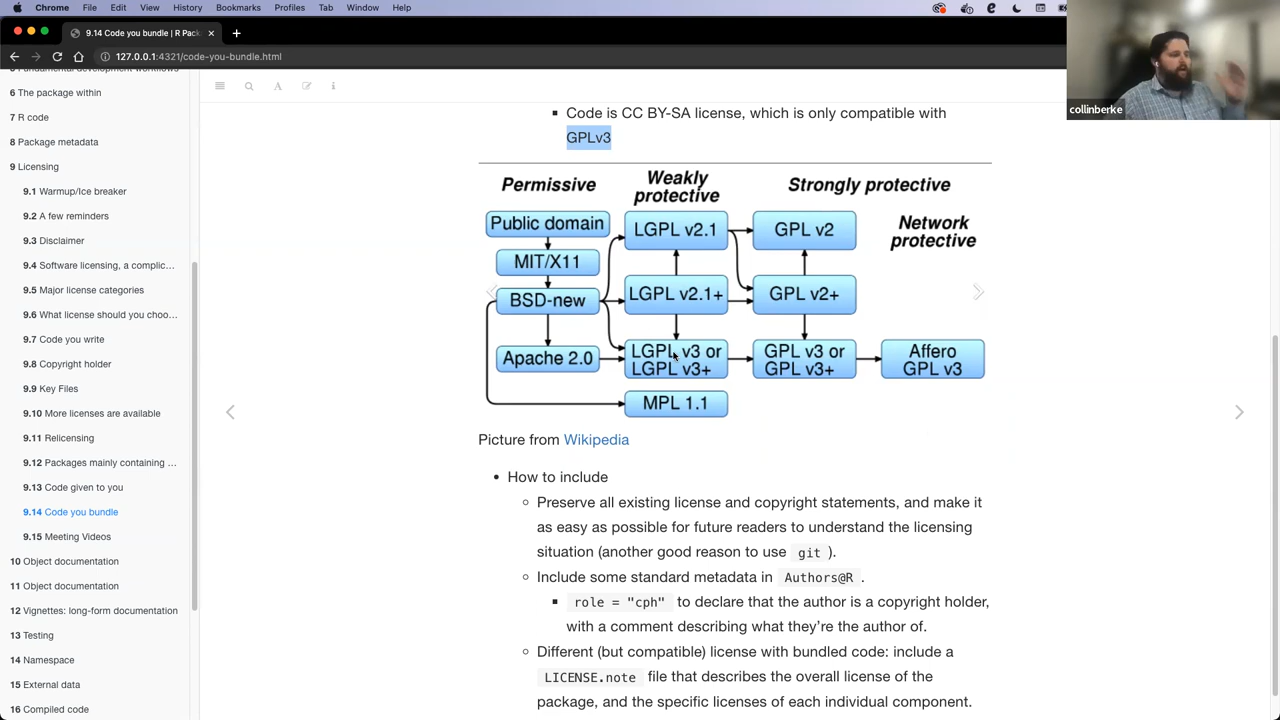 Chrome File Edit View History Bookmarks Profiles Tab Window Help
9.14 Code you bundle | R Pack
127.0.0.1:4321/code-you-bundle.html
collinberke
6 The package within
7 R code
8 Package metadata
9 Licensing
9.1 Warmup/Ice breaker
9.2 A few reminders
9.3 Disclaimer
9.4 Software licensing, a complic…
9.5 Major license categories
9.6 What license should you choo…
9.7 Code you write
9.8 Copyright holder
9.9 Key Files
9.10 More licenses are available
9.11 Relicensing
9.12 Packages mainly containing …
9.13 Code given to you
9.14 Code you bundle
9.15 Meeting Videos
10 Object documentation
11 Object documentation
12 Vignettes: long-form documentation
13 Testing
14 Namespace
15 External data
16 Compiled code
Code is CC BY-SA license, which is only compatible with
GPLv3
Permissive
Weakly
protective
Strongly protective
Network
protective
Public domain
LGPL v2.1
GPL v2
MIT/X11
BSD-new
LGPL v2.1+
GPL v2+
Apache 2.0
LGPL v3 or
LGPL v3+
GPL v3 or
GPL v3+
Affero
GPL v3
MPL 1.1
Picture from Wikipedia
How to include
Preserve all existing license and copyright statements, and make it
as easy as possible for future readers to understand the licensing
situation (another good reason to use git ).
Include some standard metadata in Authors@R .
role = "cph" to declare that the author is a copyright holder,
with a comment describing what they're the author of.
Different (but compatible) license with bundled code: include a
LICENSE.note file that describes the overall license of the
package, and the specific licenses of each individual component.